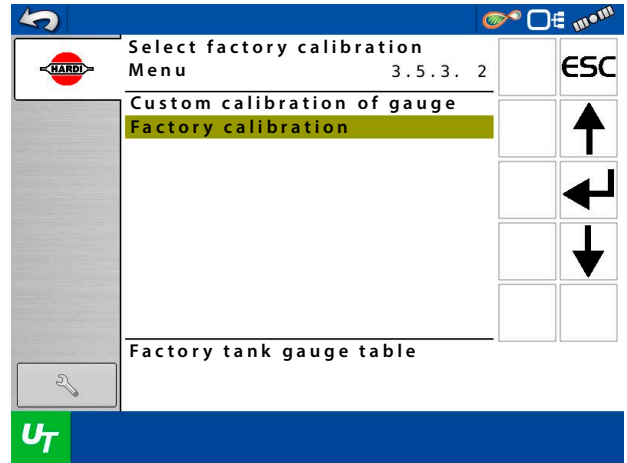 Select factory calibration
Menu 3.5.3. 2
HARDI
ESC
Custom calibration of gauge
Factory calibration
Factory tank gauge table
UT